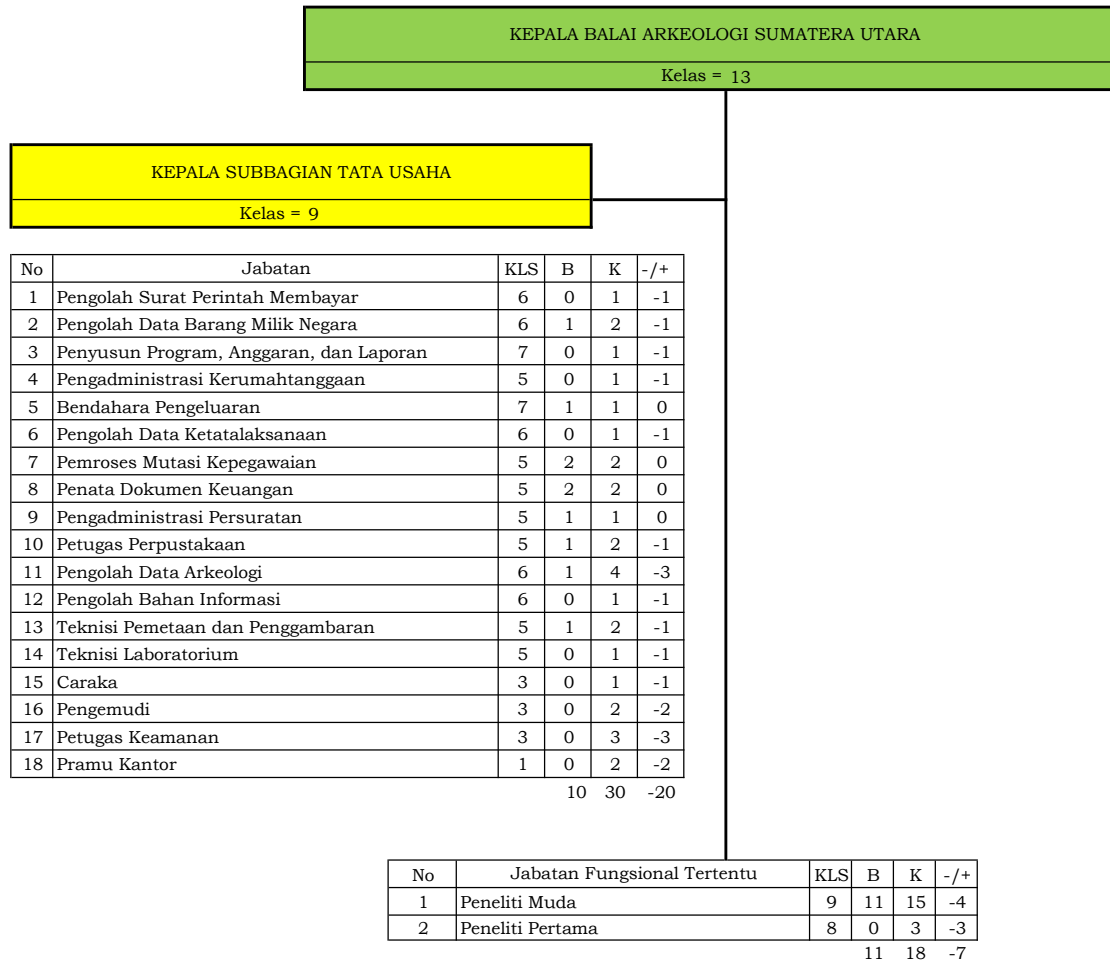 KEPALA BALAI ARKEOLOGI SUMATERA UTARA
Kelas = 13
KEPALA SUBBAGIAN TATA USAHA
Kelas = 9
No Jabatan KLS B K -/+
1 Pengolah Surat Perintah Membayar 6 0 1 -1
2 Pengolah Data Barang Milik Negara 6 1 2 -1
3 Penyusun Program, Anggaran, dan Laporan 7 0 1 -1
4 Pengadministrasi Kerumahtanggaan 5 0 1 -1
5 Bendahara Pengeluaran 7 1 1 0
6 Pengolah Data Ketatalaksanaan 6 0 1 -1
7 Pemroses Mutasi Kepegawaian 5 2 2 0
8 Penata Dokumen Keuangan 5 2 2 0
9 Pengadministrasi Persuratan 5 1 1 0
10 Petugas Perpustakaan 5 1 2 -1
11 Pengolah Data Arkeologi 6 1 4 -3
12 Pengolah Bahan Informasi 6 0 1 -1
13 Teknisi Pemetaan dan Penggambaran 5 1 2 -1
14 Teknisi Laboratorium 5 0 1 -1
15 Caraka 3 0 1 -1
16 Pengemudi 3 0 2 -2
17 Petugas Keamanan 3 0 3 -3
18 Pramu Kantor 1 0 2 -2
10 30 -20
No Jabatan Fungsional Tertentu KLS B K -/+
1 Peneliti Muda 9 11 15 -4
2 Peneliti Pertama 8 0 3 -3
11 18 -7